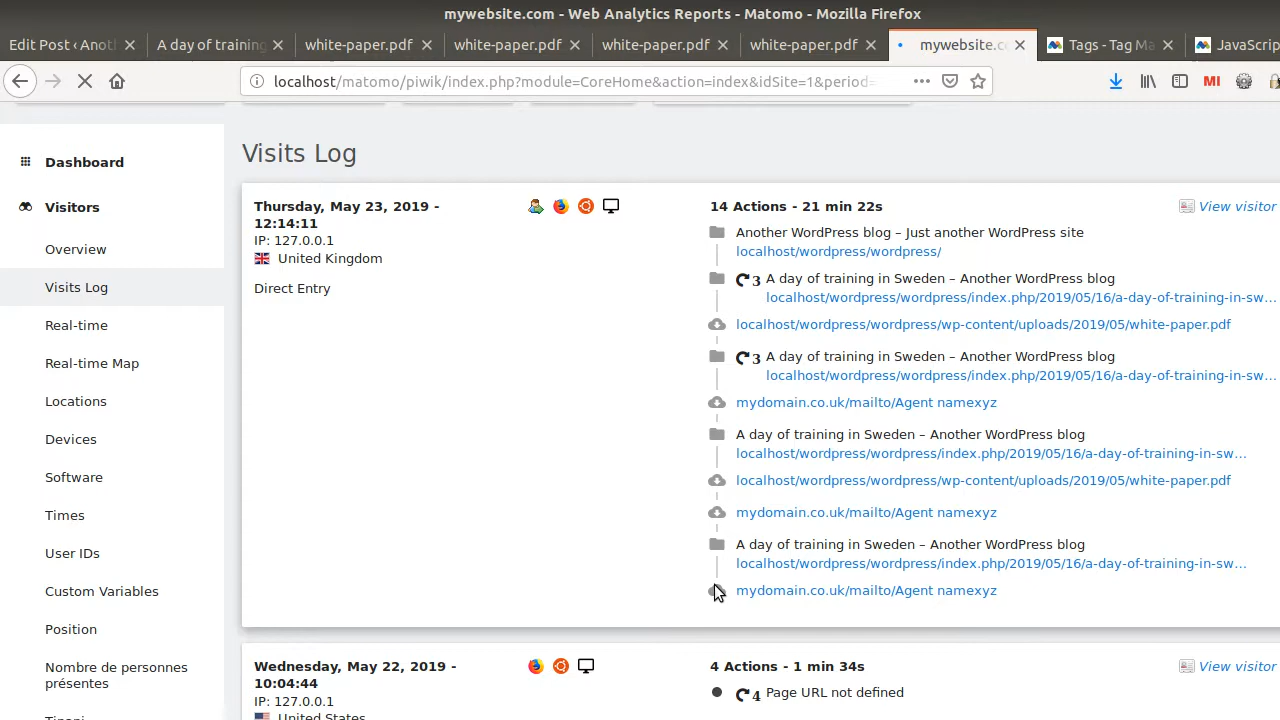 mywebsite.com - Web Analytics Reports - Matomo - Mozilla Firefox
Edit Post ‹ Anot
A day of training
white-paper.pdf
white-paper.pdf
white-paper.pdf
white-paper.pdf
mywebsite.co
Tags - Tag Ma
JavaScrip
localhost/matomo/piwik/index.php?module=CoreHome&action=index&idSite=1&period=
MI
Dashboard
Visitors
Overview
Visits Log
Real-time
Real-time Map
Locations
Devices
Software
Times
User IDs
Custom Variables
Position
Nombre de personnes
présentes
Visits Log
Thursday, May 23, 2019 -
12:14:11
IP: 127.0.0.1
United Kingdom
Direct Entry
14 Actions - 21 min 22s
View visitor
Another WordPress blog – Just another WordPress site
localhost/wordpress/wordpress/
3 A day of training in Sweden – Another WordPress blog
localhost/wordpress/wordpress/index.php/2019/05/16/a-day-of-training-in-sw...
localhost/wordpress/wordpress/wp-content/uploads/2019/05/white-paper.pdf
3 A day of training in Sweden – Another WordPress blog
localhost/wordpress/wordpress/index.php/2019/05/16/a-day-of-training-in-sw...
mydomain.co.uk/mailto/Agent namexyz
A day of training in Sweden – Another WordPress blog
localhost/wordpress/wordpress/index.php/2019/05/16/a-day-of-training-in-sw...
localhost/wordpress/wordpress/wp-content/uploads/2019/05/white-paper.pdf
mydomain.co.uk/mailto/Agent namexyz
A day of training in Sweden – Another WordPress blog
localhost/wordpress/wordpress/index.php/2019/05/16/a-day-of-training-in-sw...
mydomain.co.uk/mailto/Agent namexyz
Wednesday, May 22, 2019 -
10:04:44
IP: 127.0.0.1
United States
4 Actions - 1 min 34s
View visitor
4 Page URL not defined